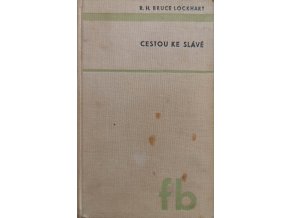 R. H. BRUCE LOCKHART
CESTOU KE SLÁVĚ
fb